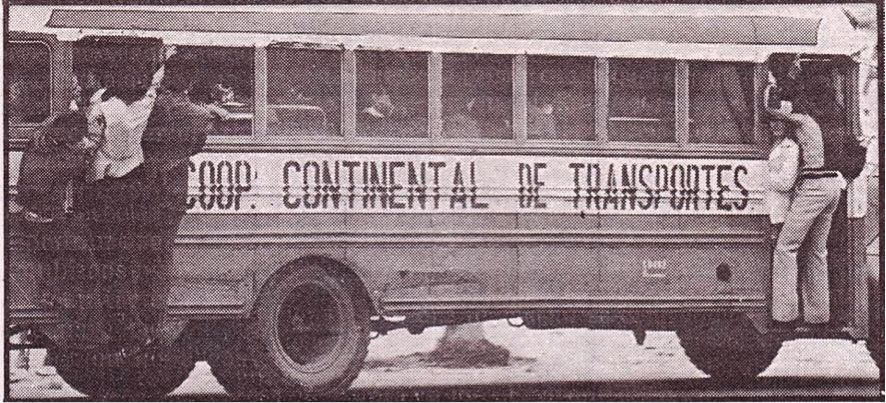 COOP: CONTINENTAL DE TRANSPORTES